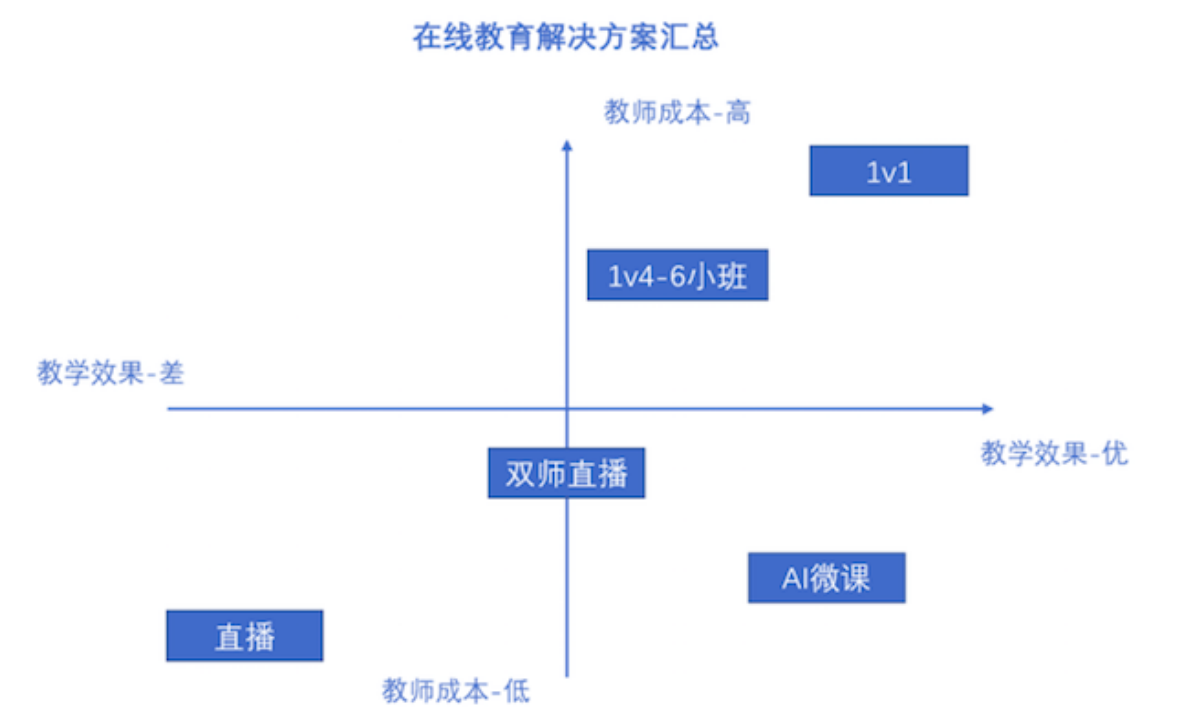 在线教育解决方案汇总
教师成本-高
1v1
1v4-6小班
教学效果-差
教学效果-优
双师直播
AI微课
直播
教师成本-低